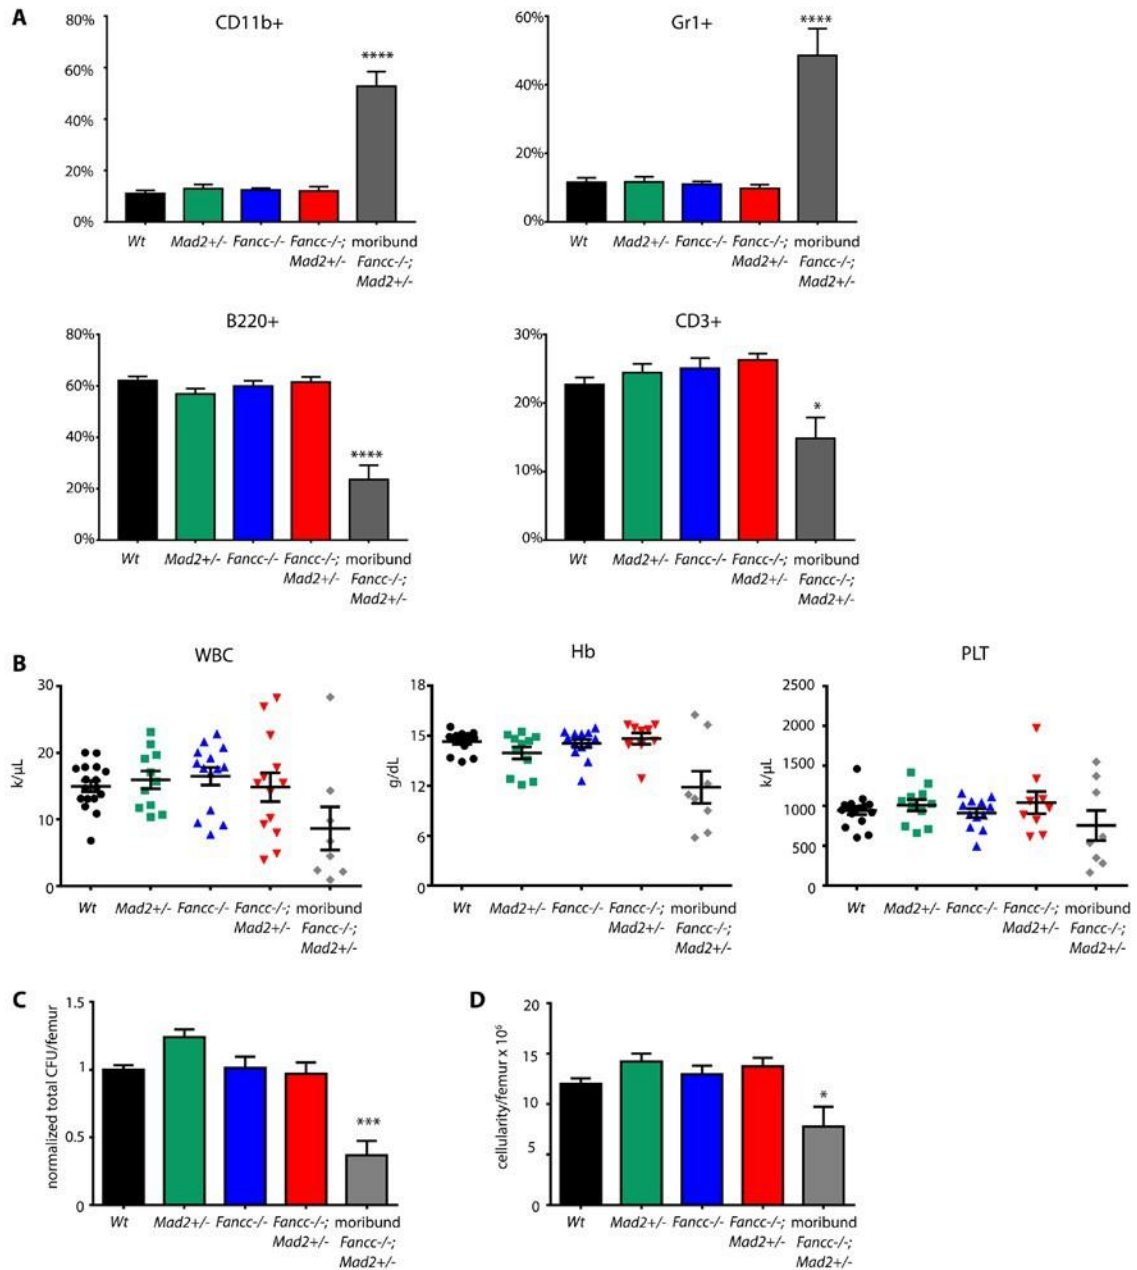 A
CD11b+
80%
60%
40%
20%
0%
****
Wt Mad2+/- Fancc-/- Fancc-/-; moribund
Mad2+/- Fancc-/-;
Mad2+/-
Gr1+
60%
40%
20%
0%
****
Wt Mad2+/- Fancc-/- Fancc-/-; moribund
Mad2+/- Fancc-/-;
Mad2+/-
B220+
80%
60%
40%
20%
0%
****
Wt Mad2+/- Fancc-/- Fancc-/-; moribund
Mad2+/- Fancc-/-;
Mad2+/-
CD3+
30%
20%
10%
0%
*
Wt Mad2+/- Fancc-/- Fancc-/-; moribund
Mad2+/- Fancc-/-;
Mad2+/-
B
WBC
k/μL
30
20
10
0
Wt Mad2+/- Fancc-/- Fancc-/-; moribund
Mad2+/- Fancc-/-;
Mad2+/-
Hb
g/dL
18
15
12
6
0
Wt Mad2+/- Fancc-/- Fancc-/-; moribund
Mad2+/- Fancc-/-;
Mad2+/-
PLT
k/μL
2500
2000
1500
1000
500
0
Wt Mad2+/- Fancc-/- Fancc-/-; moribund
Mad2+/- Fancc-/-;
Mad2+/-
C
normalized total CFU/femur
1.5
1
0.5
0
***
Wt Mad2+/- Fancc-/- Fancc-/-; moribund
Mad2+/- Fancc-/-;
Mad2+/-
D
cellularity/femur x 10⁶
20
15
10
5
0
*
Wt Mad2+/- Fancc-/- Fancc-/-; moribund
Mad2+/- Fancc-/-;
Mad2+/-